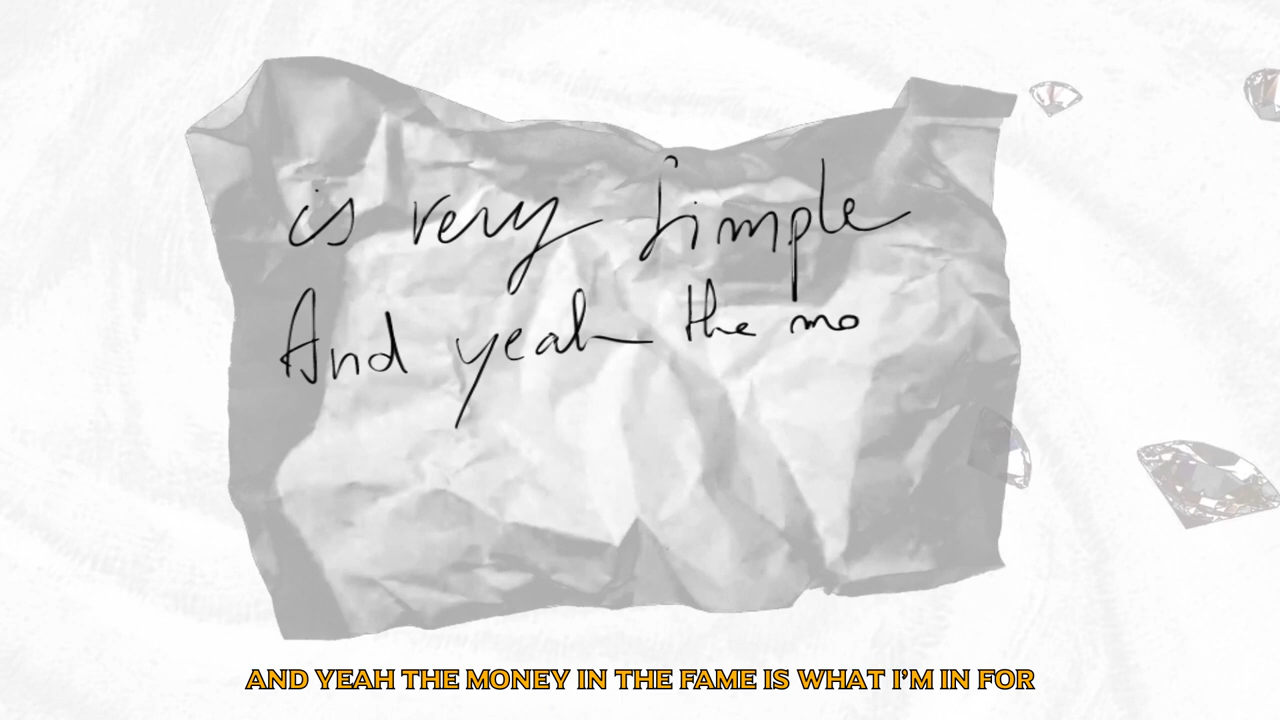 is very simple
And yeah the mo
AND YEAH THE MONEY IN THE FAME IS WHAT I'M IN FOR